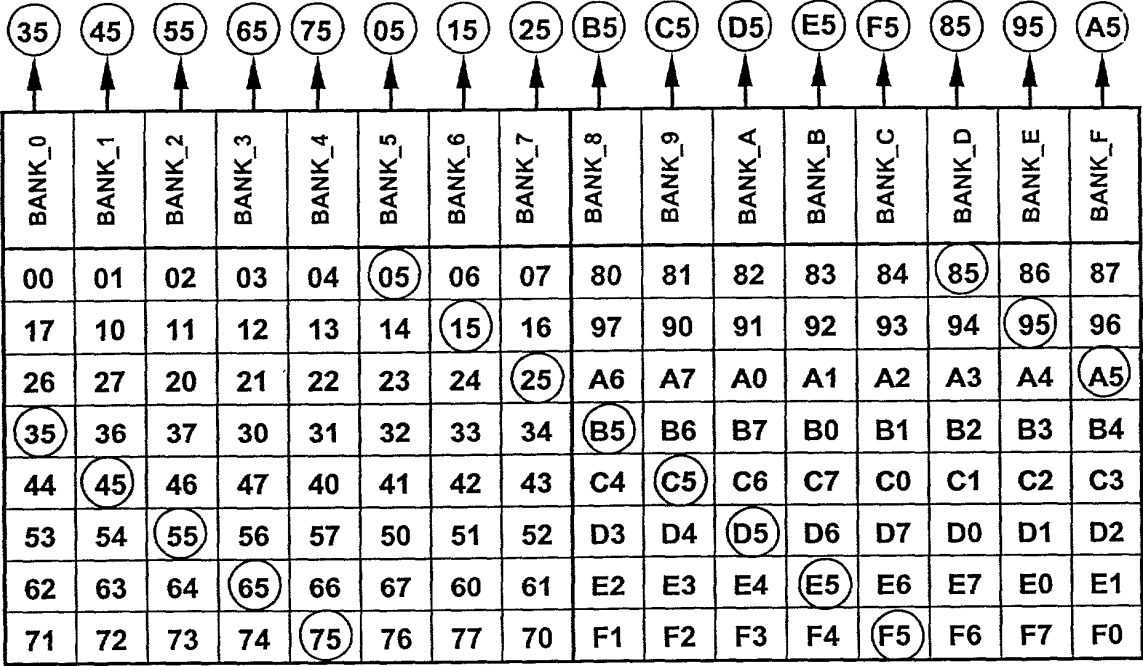 35 45 55 65 75 05 15 25 B5 C5 D5 E5 F5 85 95 A5
BANK_0 BANK_1 BANK_2 BANK_3 BANK_4 BANK_5 BANK_6 BANK_7 BANK_8 BANK_9 BANK_A BANK_B BANK_C BANK_D BANK_E BANK_F
00 01 02 03 04 05 06 07 80 81 82 83 84 85 86 87
17 10 11 12 13 14 15 16 97 90 91 92 93 94 95 96
26 27 20 21 22 23 24 25 A6 A7 A0 A1 A2 A3 A4 A5
35 36 37 30 31 32 33 34 B5 B6 B7 B0 B1 B2 B3 B4
44 45 46 47 40 41 42 43 C4 C5 C6 C7 C0 C1 C2 C3
53 54 55 56 57 50 51 52 D3 D4 D5 D6 D7 D0 D1 D2
62 63 64 65 66 67 60 61 E2 E3 E4 E5 E6 E7 E0 E1
71 72 73 74 75 76 77 70 F1 F2 F3 F4 F5 F6 F7 F0